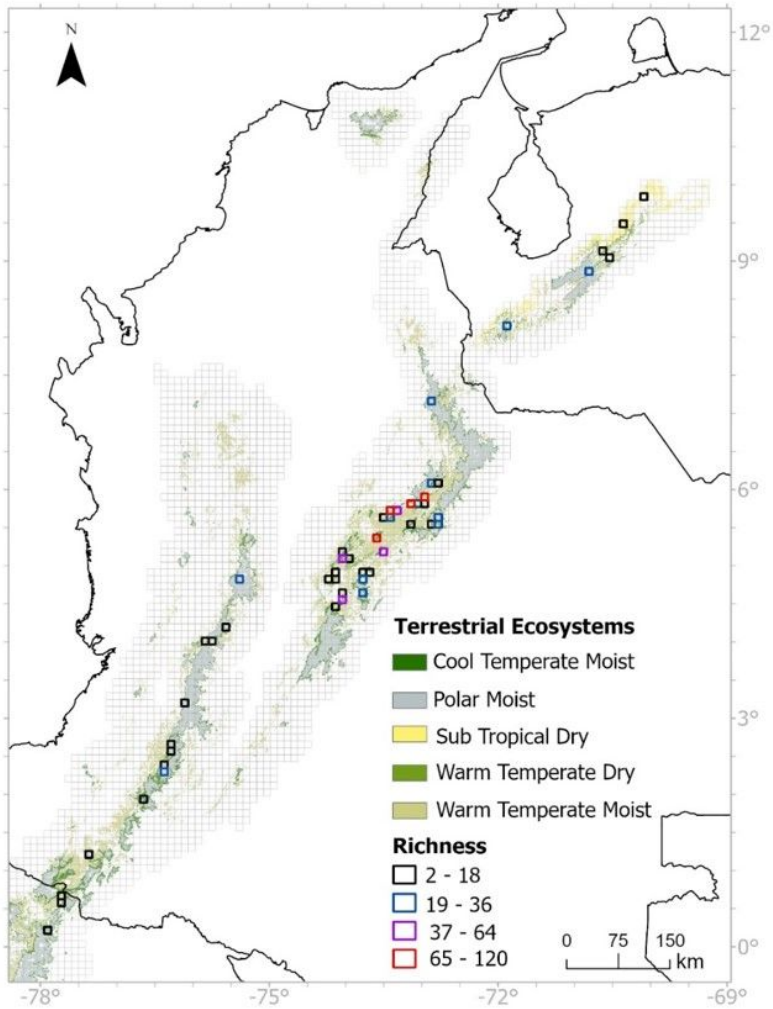 N
12°
9°
6°
Terrestrial Ecosystems
Cool Temperate Moist
Polar Moist
3°
Sub Tropical Dry
Warm Temperate Dry
Warm Temperate Moist
Richness
2 - 18
19 - 36
37 - 64
65 - 120
0 75 150
km
0°
-78° -75° -72° -69°